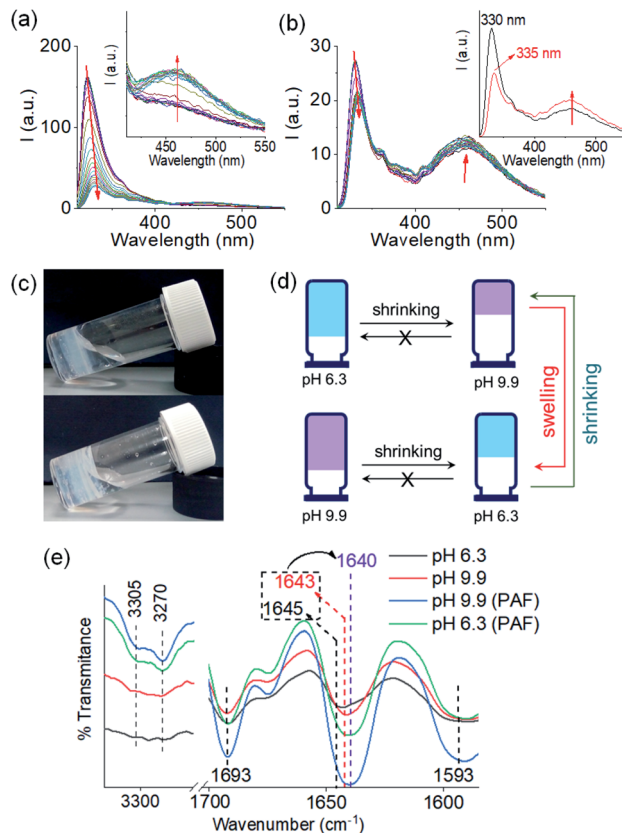 (a)
I (a.u.)
200
100
0
400
500
Wavelength (nm)
I (a.u.)
450
500
550
Wavelength (nm)
(b)
I (a.u.)
30
20
10
0
400
500
Wavelength (nm)
330 nm
335 nm
I (a.u.)
400
500
Wavelength (nm)
(c)
(d)
shrinking
X
pH 6.3
pH 9.9
shrinking
X
pH 9.9
pH 6.3
swelling
shrinking
(e)
% Transmitance
3305
3270
1640
1643
1645
pH 6.3
pH 9.9
pH 9.9 (PAF)
pH 6.3 (PAF)
1693
1593
3300
1700
1650
1600
Wavenumber (cm-1)